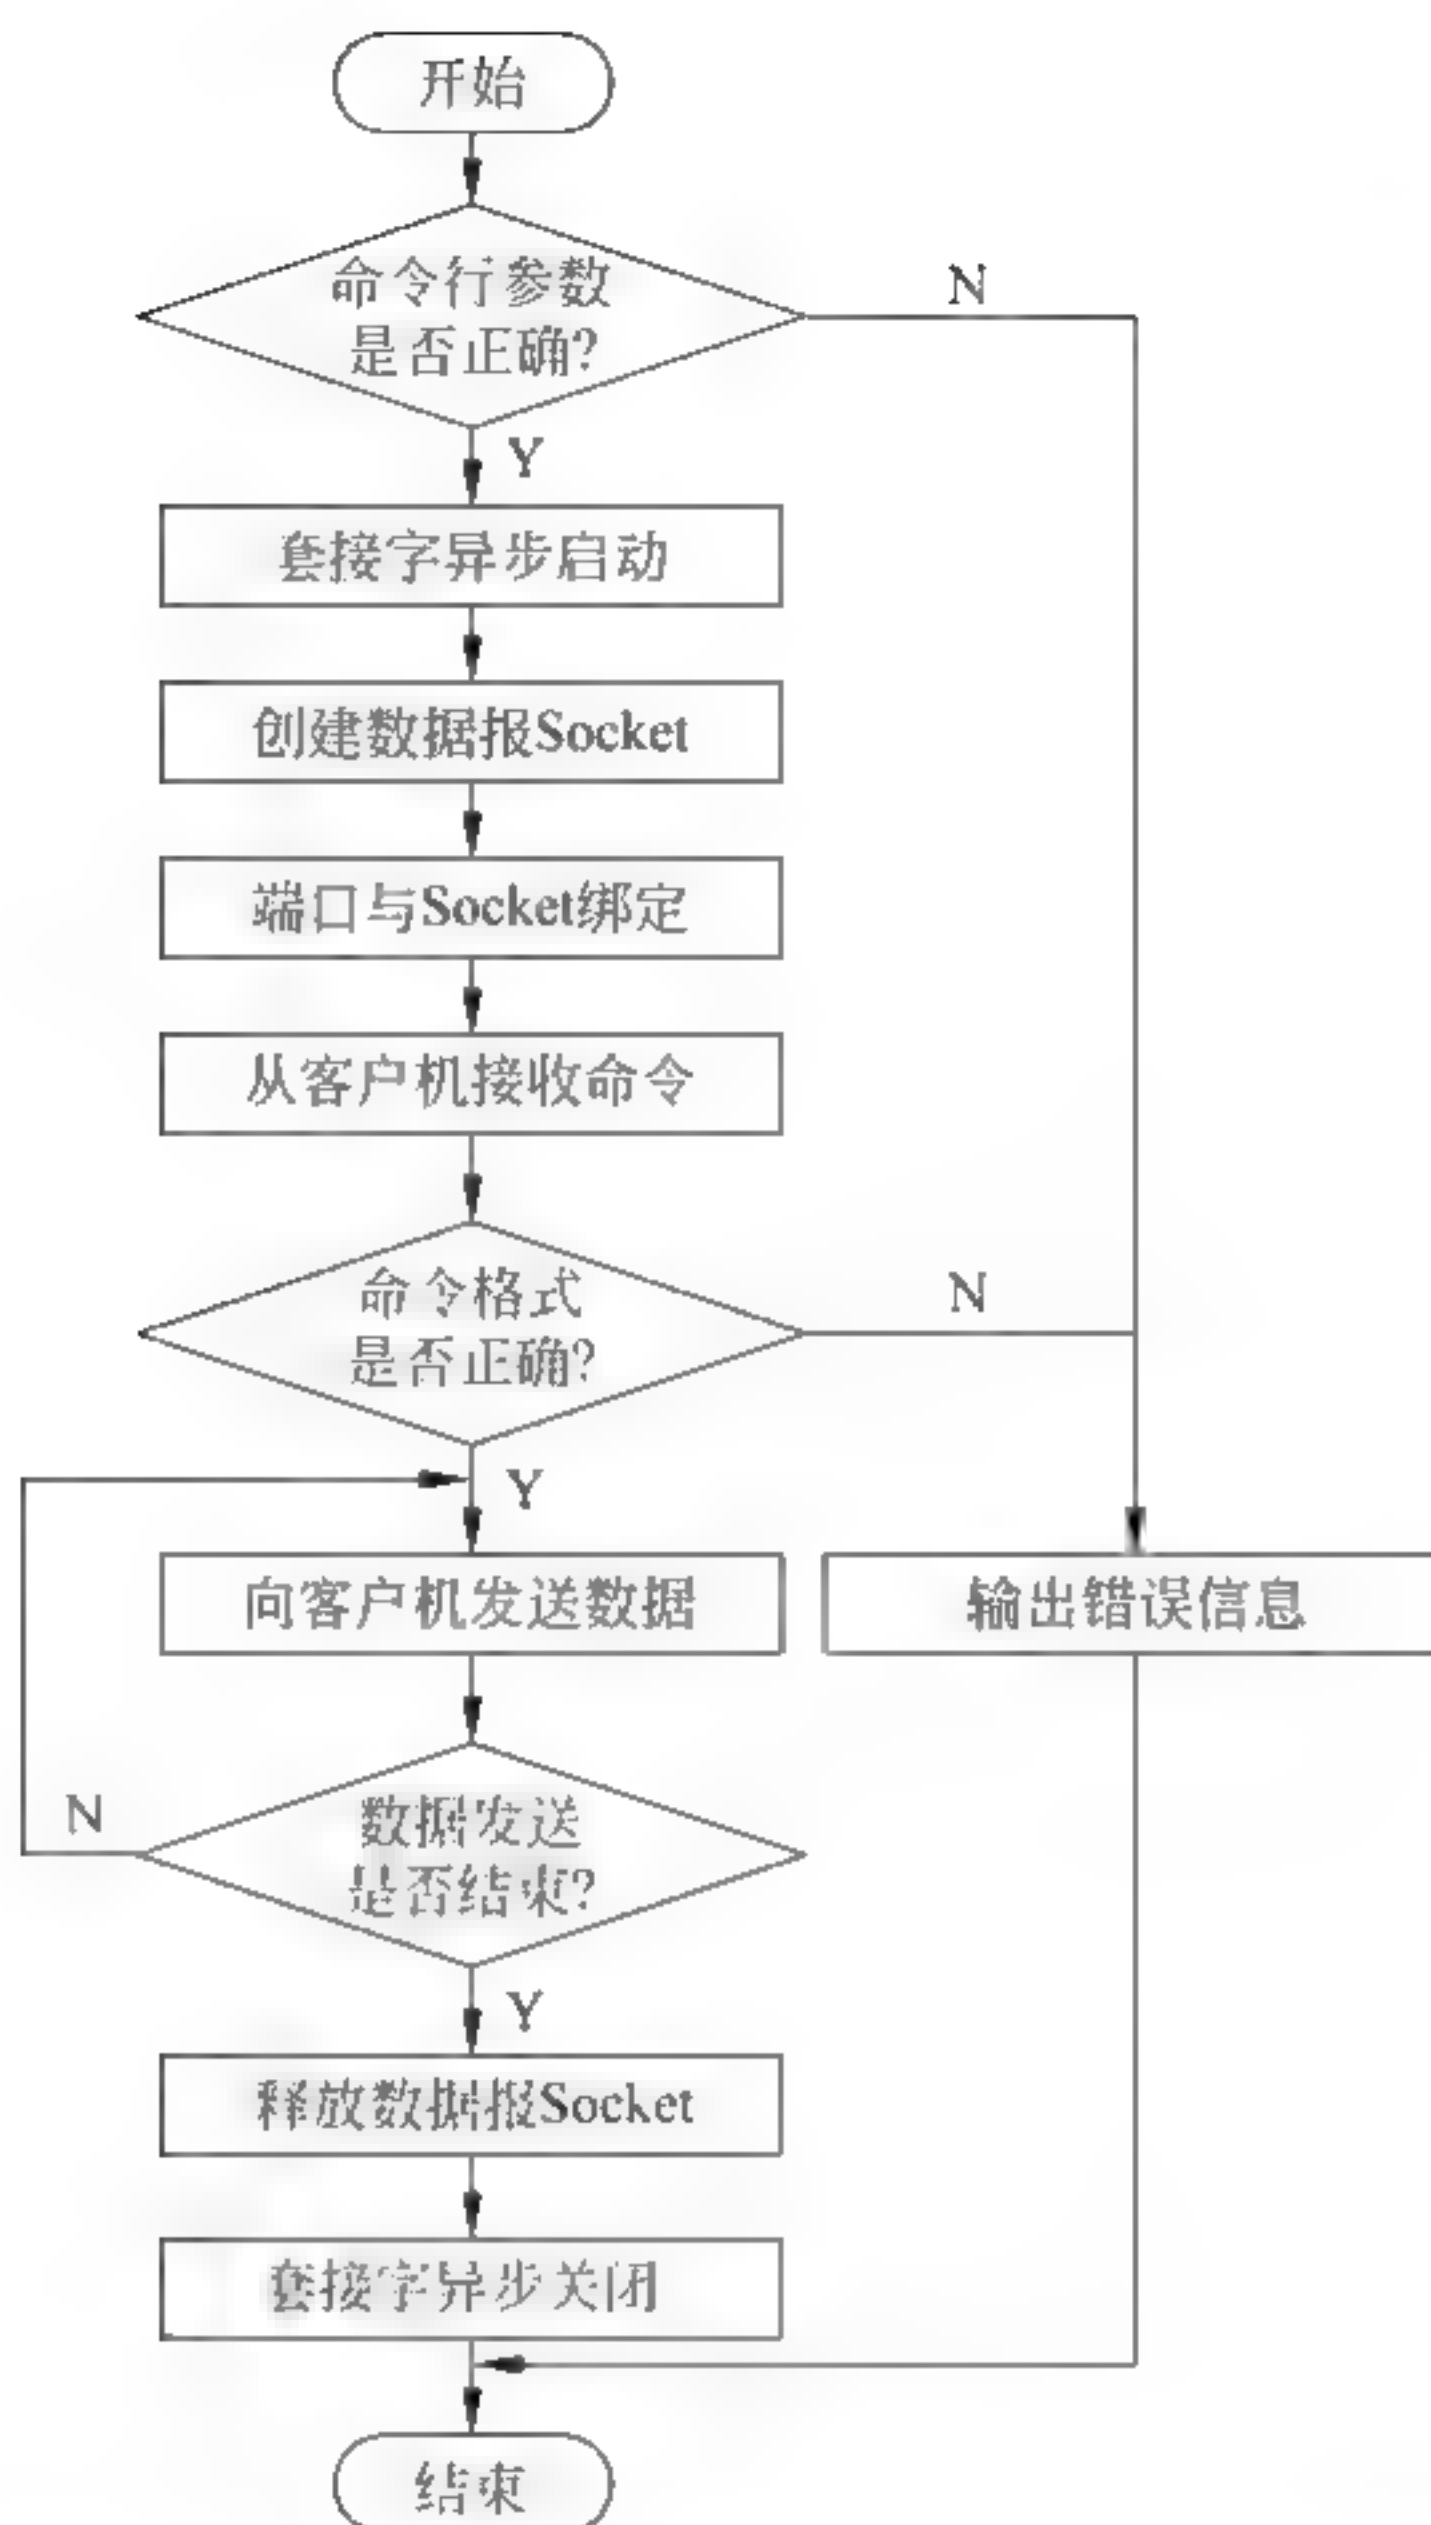 开始
命令行参数
是否正确?
N
Y
套接字异步启动
创建数据报Socket
端口与Socket绑定
从客户机接收命令
命令格式
是否正确?
N
Y
向客户机发送数据
输出错误信息
数据发送
是否结束?
N
Y
释放数据报Socket
套接字异步关闭
结束